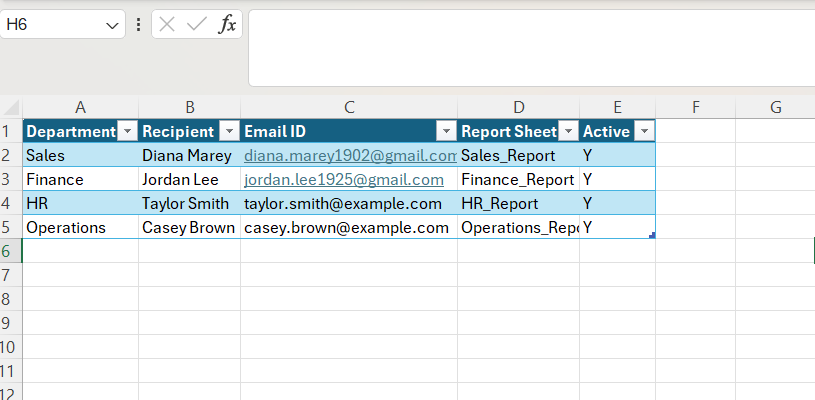 H6 fx
A B C D E F G
1 Department Recipient Email ID Report Sheet Active
2 Sales Diana Marey diana.marey1902@gmail.com Sales_Report Y
3 Finance Jordan Lee jordan.lee1925@gmail.com Finance_Report Y
4 HR Taylor Smith taylor.smith@example.com HR_Report Y
5 Operations Casey Brown casey.brown@example.com Operations_Repo Y
6
7
8
9
10
11
12